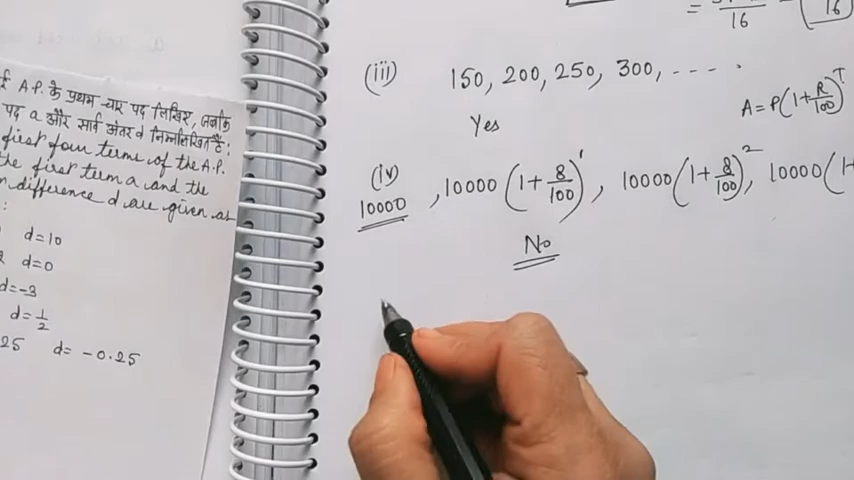 A.P. के प्रथम चार पद लिखिए, जबकि
पद a और सार्व अंतर d निम्नलिखित हैं:
first four terms of the A.P.
the first term a and the
difference d are given as
d=10
d=0
d=-3
d=1/2
25 d= -0.25
16
16
(iii) 150, 200, 250, 300, ----
A=P(1+R/100)^T
Yes
(iv)
10000, 10000(1+8/100)^1, 10000(1+8/100)^2, 10000(1+
No